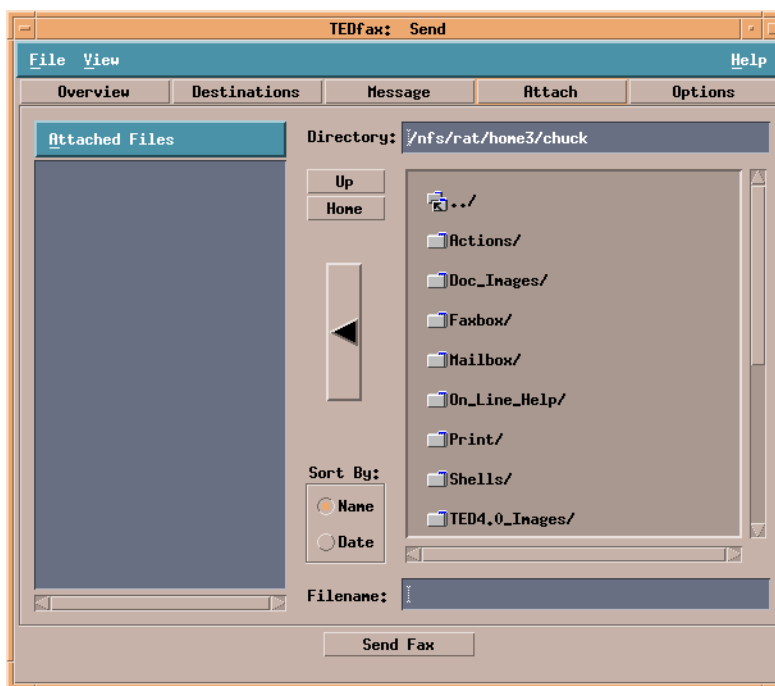 TEDfax: Send
File View Help
Overview Destinations Message Attach Options
Attached Files
Directory: /nfs/rat/home3/chuck
Up
Home
../
Actions/
Doc_Images/
Faxbox/
Mailbox/
On_Line_Help/
Print/
Shells/
TED4.0_Images/
Sort By:
Name
Date
Filename:
Send Fax